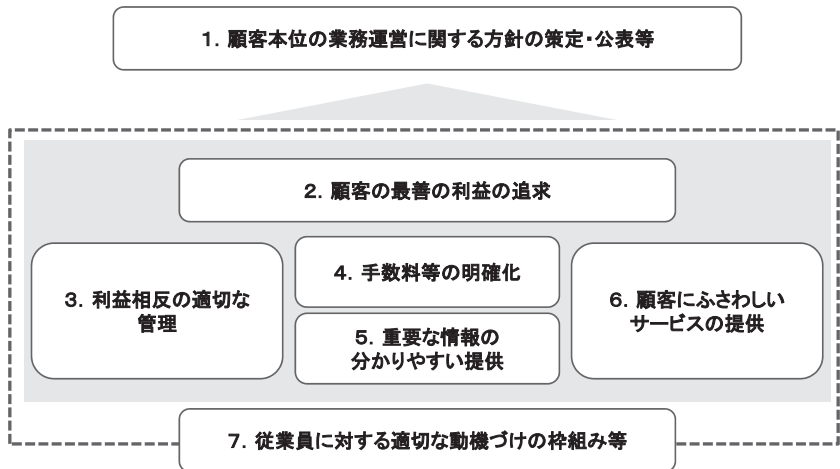 1．顧客本位の業務運営に関する方針の策定・公表等
2．顧客の最善の利益の追求
3．利益相反の適切な
管理
4．手数料等の明確化
5．重要な情報の
分かりやすい提供
6．顧客にふさわしい
サービスの提供
7．従業員に対する適切な動機づけの枠組み等